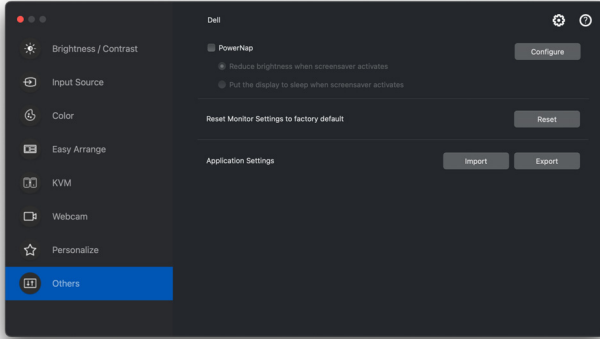 Dell
Brightness / Contrast
Input Source
Color
Easy Arrange
KVM
Webcam
Personalize
Others
PowerNap
Configure
Reduce brightness when screensaver activates
Put the display to sleep when screensaver activates
Reset Monitor Settings to factory default
Reset
Application Settings
Import
Export